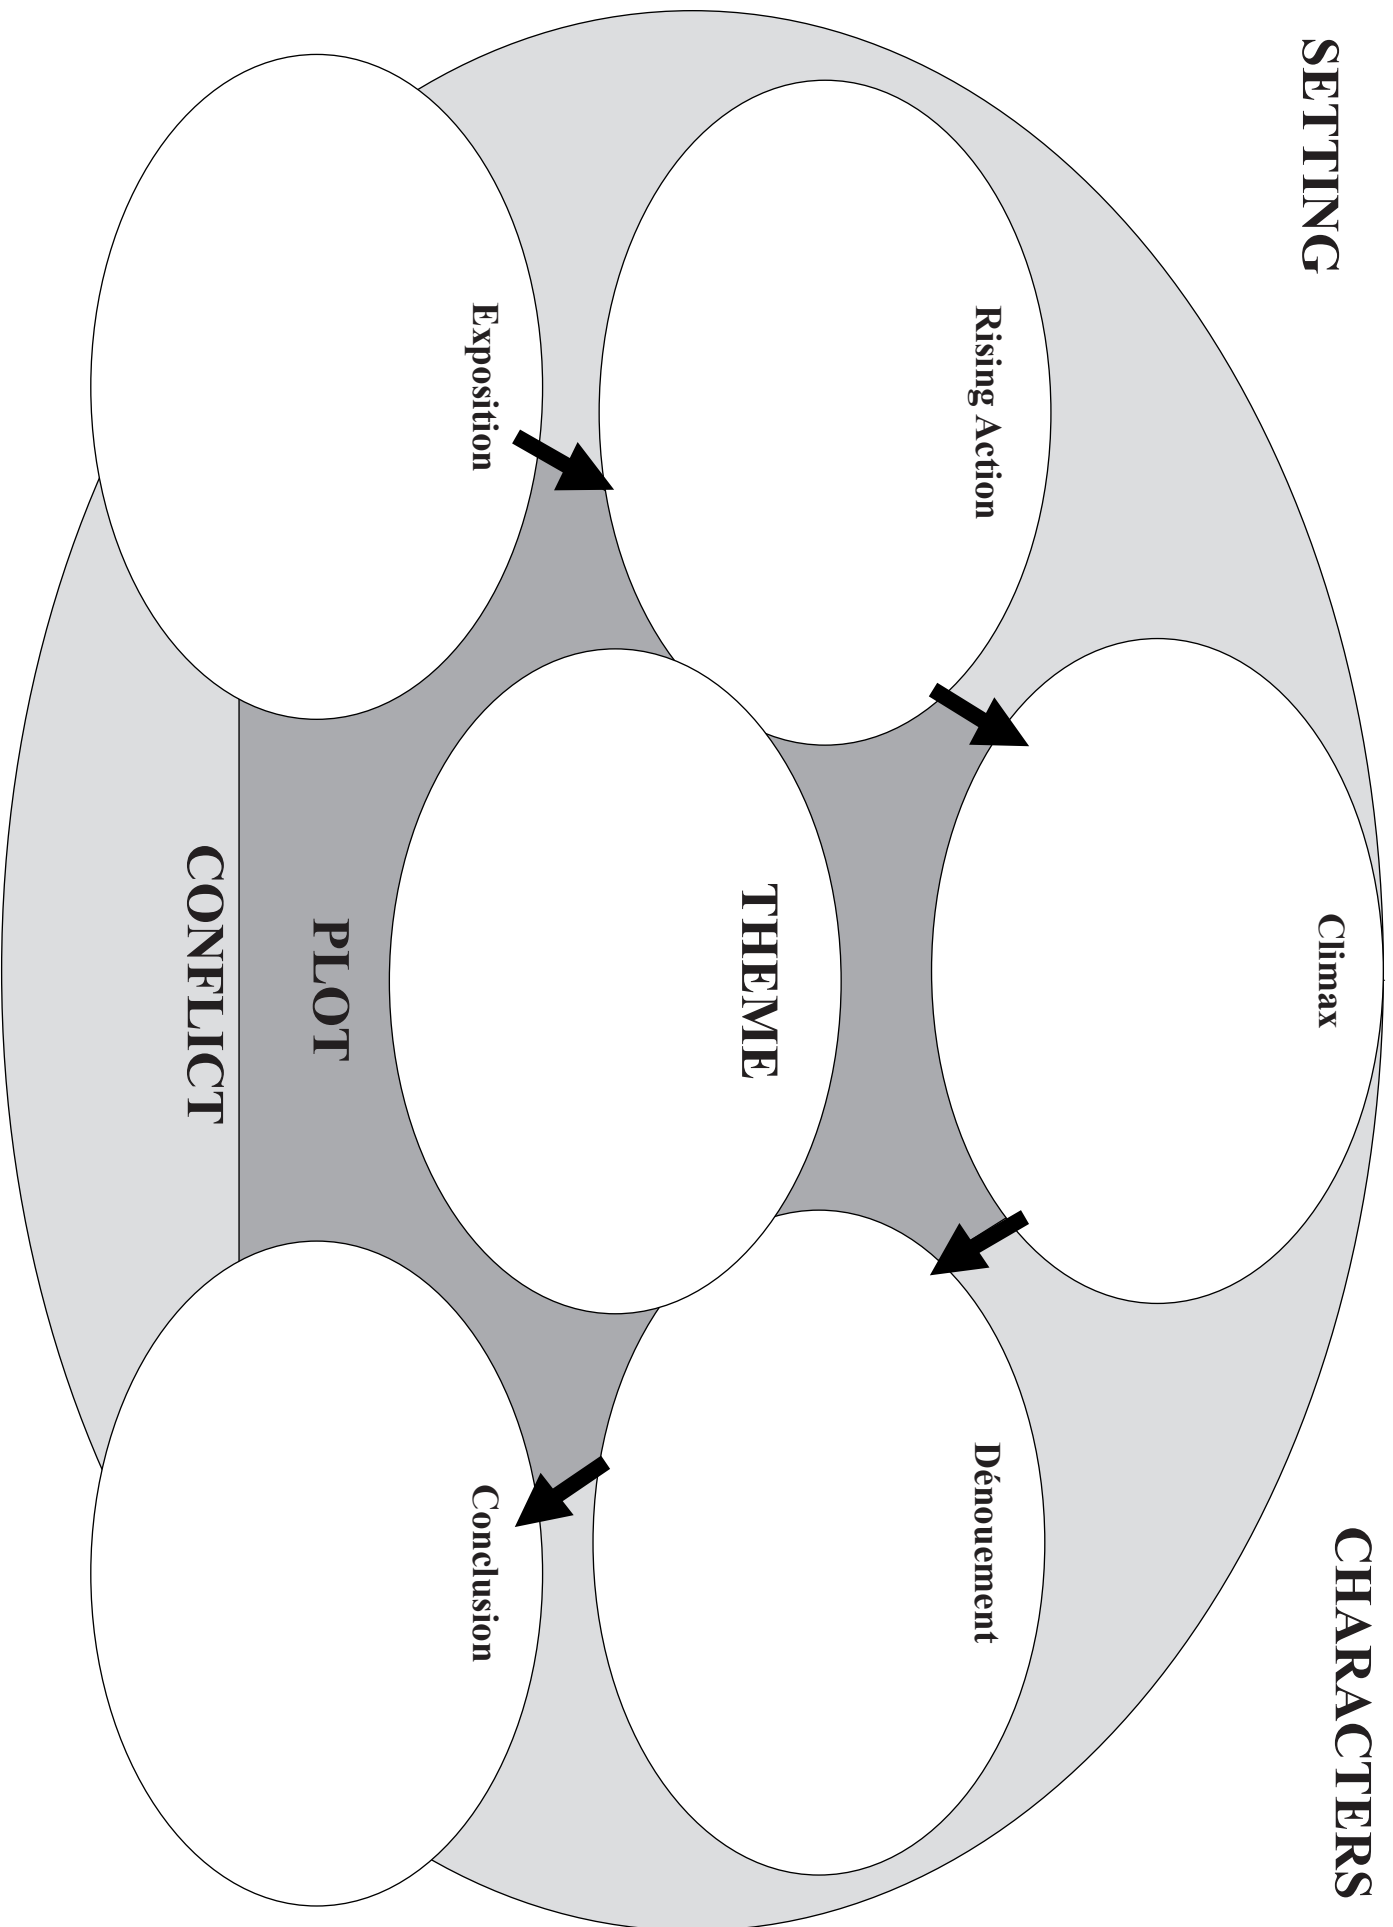 SETTING
CHARACTERS
Climax
Rising Action
Dénouement
THEME
Exposition
Conclusion
PLOT
CONFLICT